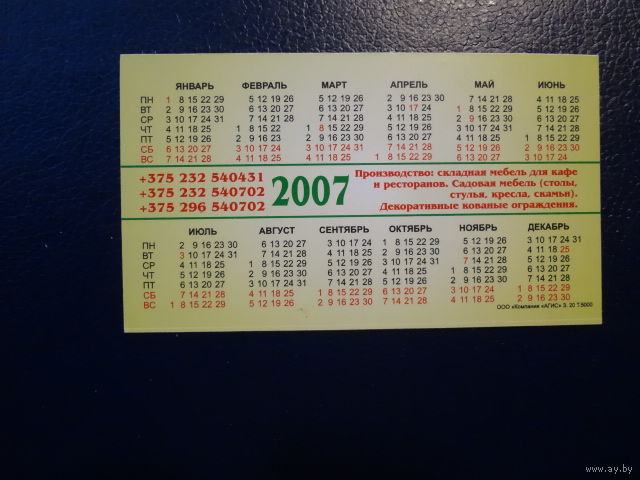 ЯНВАРЬ ФЕВРАЛЬ МАРТ АПРЕЛЬ МАЙ ИЮНЬ
ПН 1 8 15 22 29 5 12 19 26 5 12 19 26 2 9 16 23 30 7 14 21 28 4 11 18 25
ВТ 2 9 16 23 30 6 13 20 27 6 13 20 27 3 10 17 24 1 8 15 22 29 5 12 19 26
СР 3 10 17 24 31 7 14 21 28 7 14 21 28 4 11 18 25 2 9 16 23 30 6 13 20 27
ЧТ 4 11 18 25 1 8 15 22 1 8 15 22 29 5 12 19 26 3 10 17 24 31 7 14 21 28
ПТ 5 12 19 26 2 9 16 23 2 9 16 23 30 6 13 20 27 4 11 18 25 1 8 15 22 29
СБ 6 13 20 27 3 10 17 24 3 10 17 24 31 7 14 21 28 5 12 19 26 2 9 16 23 30
ВС 7 14 21 28 4 11 18 25 4 11 18 25 1 8 15 22 29 6 13 20 27 3 10 17 24
+375 232 540431
+375 232 540702
+375 296 540702
2007
Производство: складная мебель для кафе
и ресторанов. Садовая мебель (столы,
стулья, кресла, скамьи).
Декоративные кованые ограждения.
ИЮЛЬ АВГУСТ СЕНТЯБРЬ ОКТЯБРЬ НОЯБРЬ ДЕКАБРЬ
ПН 2 9 16 23 30 6 13 20 27 3 10 17 24 1 8 15 22 29 5 12 19 26 3 10 17 24 31
ВТ 3 10 17 24 31 7 14 21 28 4 11 18 25 2 9 16 23 30 6 13 20 27 4 11 18 25
СР 4 11 18 25 1 8 15 22 29 5 12 19 26 3 10 17 24 31 7 14 21 28 5 12 19 26
ЧТ 5 12 19 26 2 9 16 23 30 6 13 20 27 4 11 18 25 1 8 15 22 29 6 13 20 27
ПТ 6 13 20 27 3 10 17 24 31 7 14 21 28 5 12 19 26 2 9 16 23 30 7 14 21 28
СБ 7 14 21 28 4 11 18 25 1 8 15 22 29 6 13 20 27 3 10 17 24 1 8 15 22 29
ВС 1 8 15 22 29 5 12 19 26 2 9 16 23 30 7 14 21 28 4 11 18 25 2 9 16 23 30
ООО «Компания «АГИС» З. 20 Т.5000
www.ay.by